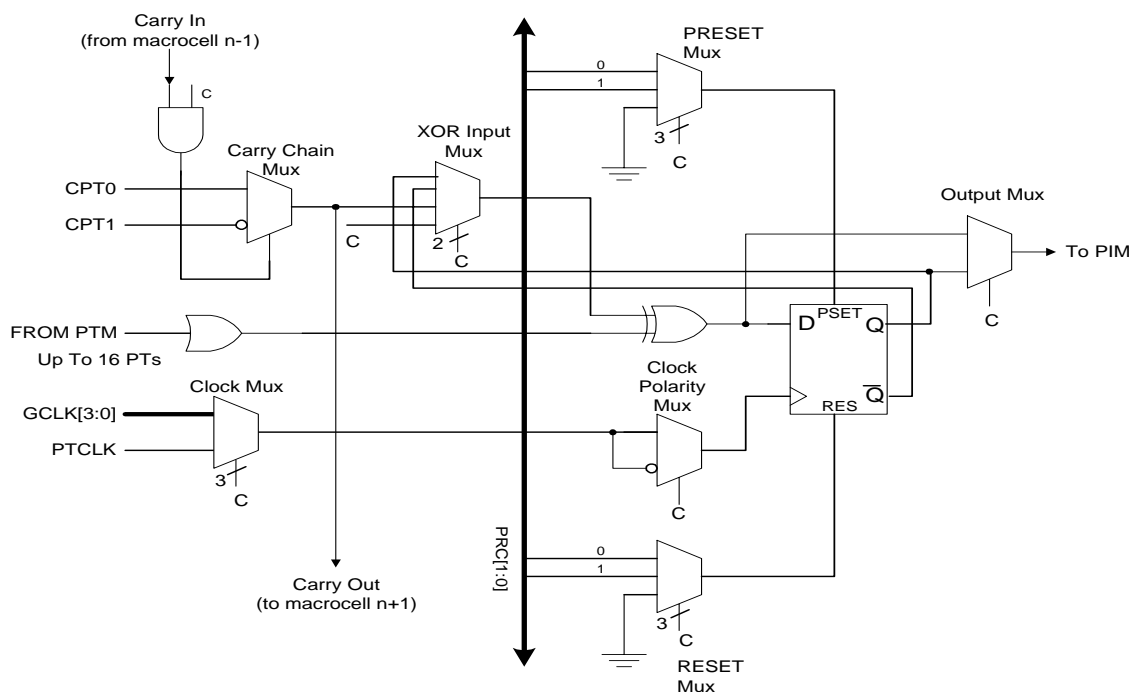 Carry In
(from macrocell n-1)
C
PRESET
Mux
0
1
3
C
Carry Chain
Mux
XOR Input
Mux
CPT0
CPT1
C
2
C
Output Mux
To PIM
C
FROM PTM
Up To 16 PTs
D
PSET
Q
Q
RES
Clock Mux
GCLK[3:0]
PTCLK
3
C
Clock
Polarity
Mux
C
PRC[1:0]
0
1
3
C
Carry Out
(to macrocell n+1)
RESET
Mux